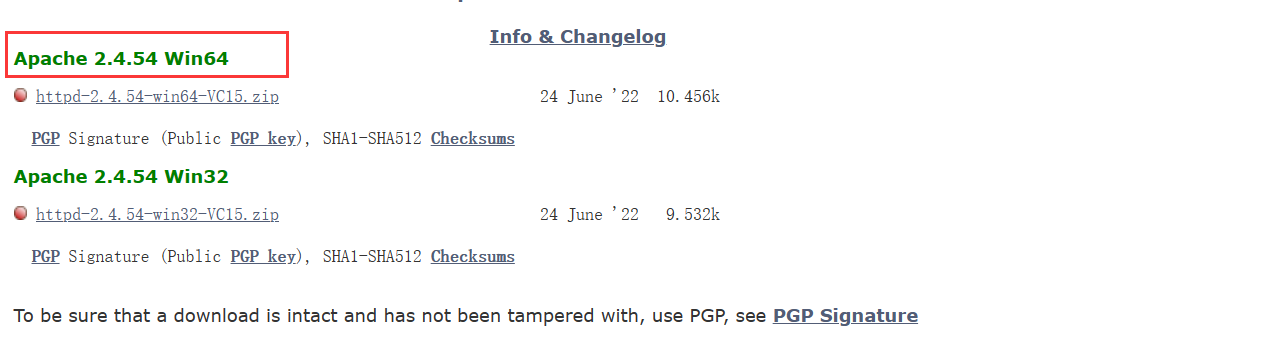 Info & Changelog
Apache 2.4.54 Win64
httpd-2.4.54-win64-VC15.zip 24 June '22 10.456k
PGP Signature (Public PGP key), SHA1-SHA512 Checksums
Apache 2.4.54 Win32
httpd-2.4.54-win32-VC15.zip 24 June '22 9.532k
PGP Signature (Public PGP key), SHA1-SHA512 Checksums
To be sure that a download is intact and has not been tampered with, use PGP, see PGP Signature